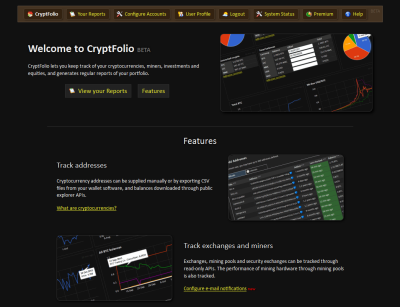 CryptFolio Your Reports Configure Accounts User Profile Logout System Status Premium Help
Welcome to CryptFolio BETA
CryptFolio lets you keep track of your cryptocurrencies, miners, investments and
equities, and generates regular reports of your portfolio.
View your Reports Features
Features
Track addresses
Cryptocurrency addresses can be supplied manually or by exporting CSV
files from your wallet software, and balances downloaded through public
explorer APIs.
What are cryptocurrencies?
Track exchanges and miners
Exchanges, mining pools and security exchanges can be tracked through
read-only APIs. The performance of mining hardware through mining pools
is also tracked.
Configure e-mail notifications